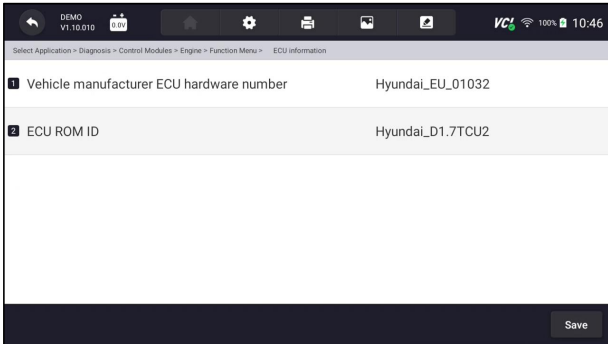 DEMO
V1.10.010
0.0V
VCI 100% 10:46
Select Application > Diagnosis > Control Modules > Engine > Function Menu > ECU information
1 Vehicle manufacturer ECU hardware number Hyundai_EU_01032
2 ECU ROM ID Hyundai_D1.7TCU2
Save